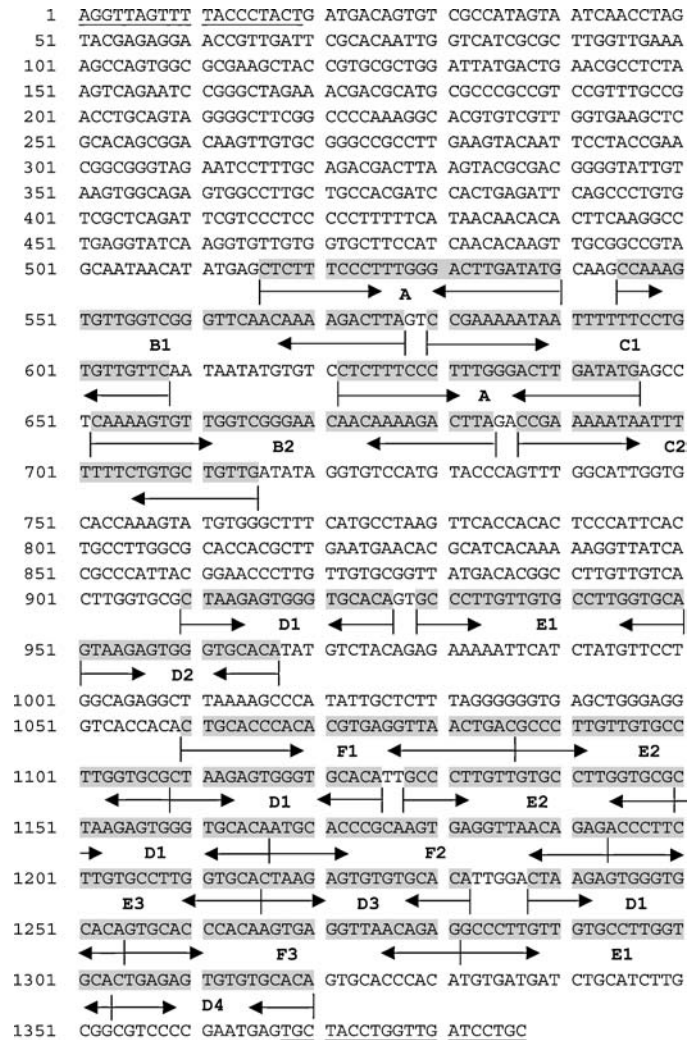 1 AGGTTAGTTT TACCCTACTG ATGACAGTGT CGCCATAGTA ATCAACCTAG
51 TACGAGAGGA ACCGTTGATT CGCACAATTG GTCATCGCGC TTGGTTGAAA
101 AGCCAGTGGC GCGAAGCTAC CGTGCGCTGG ATTATGACTG AACGCCTCTA
151 AGTCAGAATC CGGGCTAGAA ACGACGCATG CGCCCGCCGT CCGTTTGCCG
201 ACCTGCAGTA GGGGCTTCGG CCCCAAAGGC ACGTGTCGTT GGTGAAGCTC
251 GCACAGCGGA CAAGTTGTGC GGGCCGCCTT GAAGTACAAT TCCTACCGAA
301 CGGCGGGTAG AATCCTTTGC AGACGACTTA AGTACGCGAC GGGGTATTGT
351 AAGTGGCAGA GTGGCCTTGC TGCCACGATC CACTGAGATT CAGCCCTGTG
401 TCGCTCAGAT TCGTCCCTCC CCCTTTTTCA TAACAACACA CTTCAAGGCC
451 TGAGGTATCA AGGTGTTGTG GTGCTTCCAT CAACACAAGT TGCGGCCGTA
501 GCAATAACAT ATGAGCTCTT TCCCTTTGGG ACTTGATATG CAAGCCAAAG
A
551 TGTTGGTCGG GTTCAACAAA AGACTTAGTC CGAAAAATAA TTTTTTCCTG
B1 C1
601 TGTTGTTCAA TAATATGTGTC CCTCTTTCCC TTTGGGACTT GATATGAGCC
A
651 TCAAAAGTGT TGGTCGGGAA CAACAAAAGA CTTAGACCGA AAAATAATTT
B2 C2
701 TTTTCTGTGC TGTTGATATA GGTGTCCATG TACCCAGTTT GGCATTGGTG
751 CACCAAAGTA TGTGGGCTTT CATGCCTAAG TTCACCACAC TCCCATTCAC
801 TGCCTTGGCG CACCACGCTT GAATGAACAC GCATCACAAA AAGGTTATCA
851 CGCCCATTAC GGAACCCTTG TTGTGCGGTT ATGACACGGC CTTGTTGTCA
901 CTTGGTGCGC TAAGAGTGGG TGCACAGTGC CCTTGTTGTGC CTTGGTGCA
D1 E1
951 GTAAGAGTGG GTGCACATAT GTCTACAGAG AAAAATTCATC CTATGTTCCT
D2
1001 GGCAGAGGCT TAAAAGCCCA TATTGCTCTT TAGGGGGGTG AGCTGGGAGG
1051 GTCACCACAC TGCACCCACA CGTGAGGTTAA ACTGACGCCC TTGTTGTGCC
F1 E2
1101 TTGGTGCGCT AAGAGTGGGT GCACATTGCC CTTGTTGTGCC CTTGGTGCGC
D1 E2
1151 TAAGAGTGGG TGCACAATGC ACCCGCAAGT GAGGTTAACA GAGACCCTTC
D1 F2
1201 TTGTGCCTTG GTGCACTAAG AGTGTGTGCA CATTGGACTAA AGAGTGGGTG
E3 D3 D1
1251 CACAGTGCAC CCACAAGTGA GGTTAACAGA GGCCCTTGTT GTGCCTTGGT
F3 E1
1301 GCACTGAGAG TGTGTGCACA GTGCACCCAC ATGTGATGAT CTGCATCTTG
D4
1351 CGGCGTCCCC GAATGAGTGC TACCTGGTTG ATCCTGC